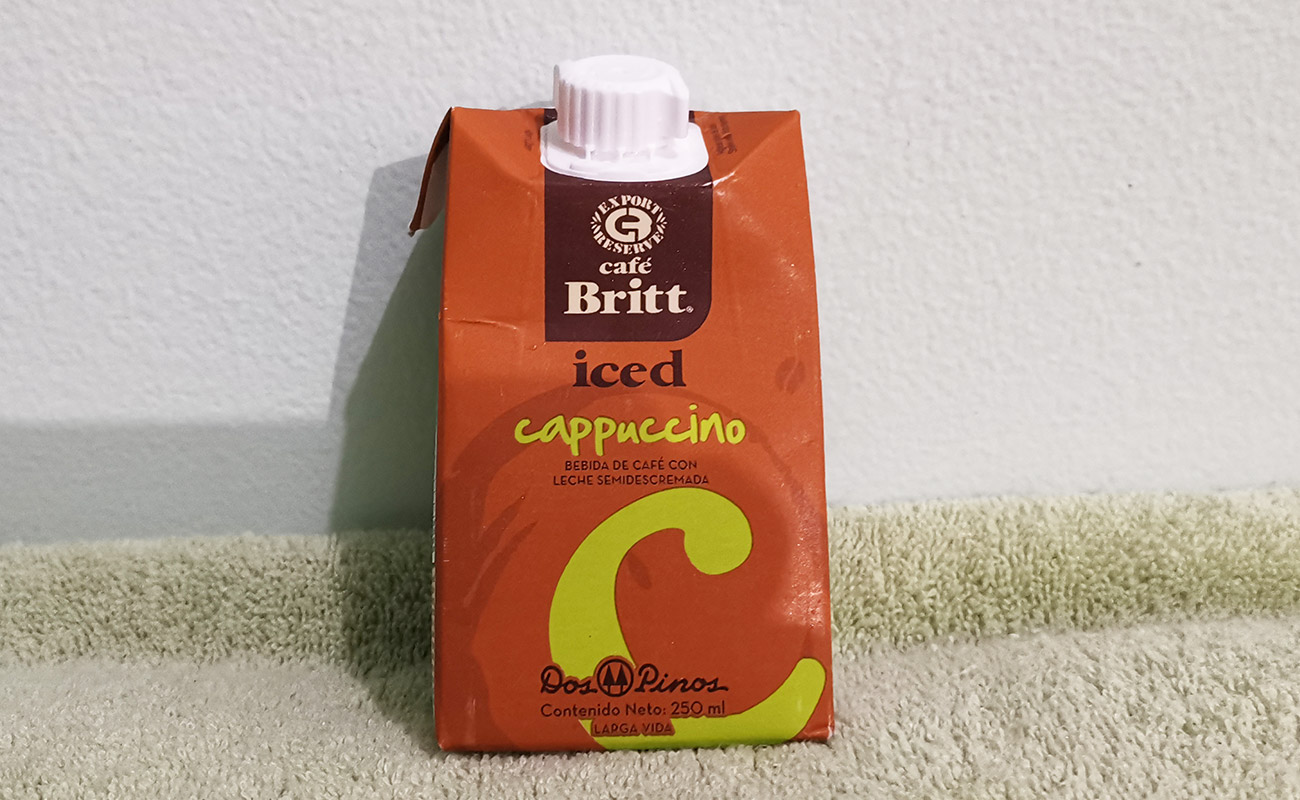 EXPORT
RESERVE
café
Britt®
iced
cappuccino
BEBIDA DE CAFÉ CON
LECHE SEMIDESCREMADA
Dos Pinos
Contenido Neto: 250 ml
LARGA VIDA